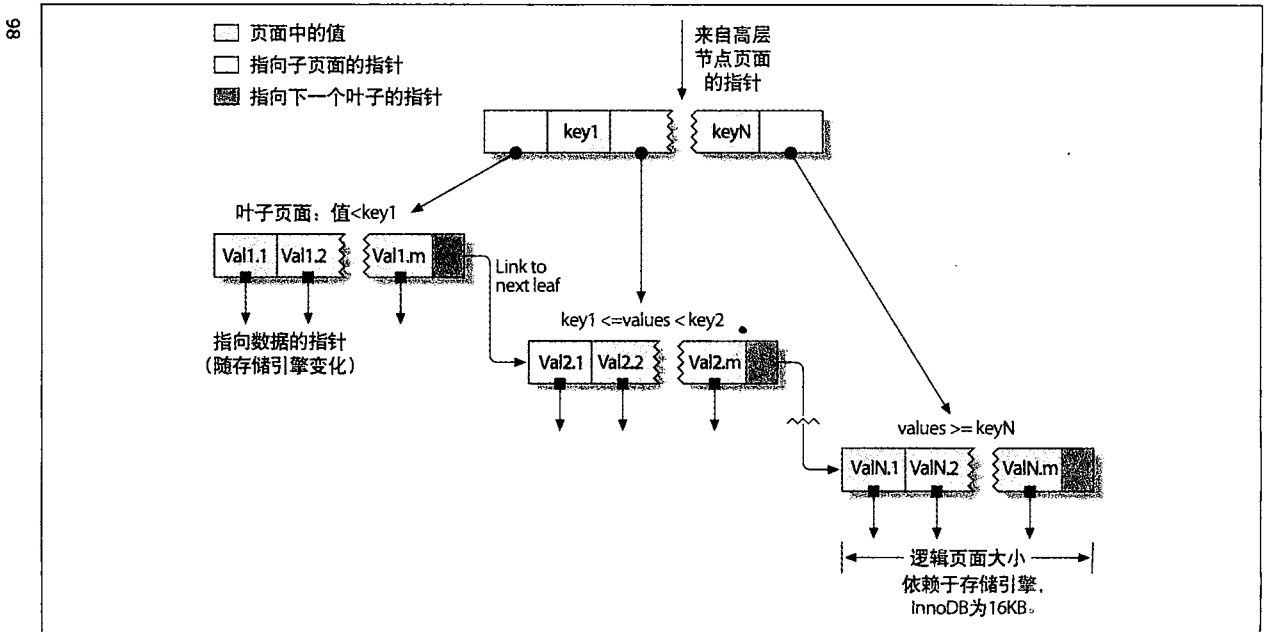 98
页面中的值
指向子页面的指针
指向下一个叶子的指针
来自高层
节点页面
的指针
key1
keyN
叶子页面：值<key1
Val1.1
Val1.2
Val1.m
Link to
next leaf
指向数据的指针
（随存储引擎变化）
key1 <=values < key2
Val2.1
Val2.2
Val2.m
values >= keyN
ValN.1
ValN.2
ValN.m
逻辑页面大小
依赖于存储引擎，
InnoDB为16KB。